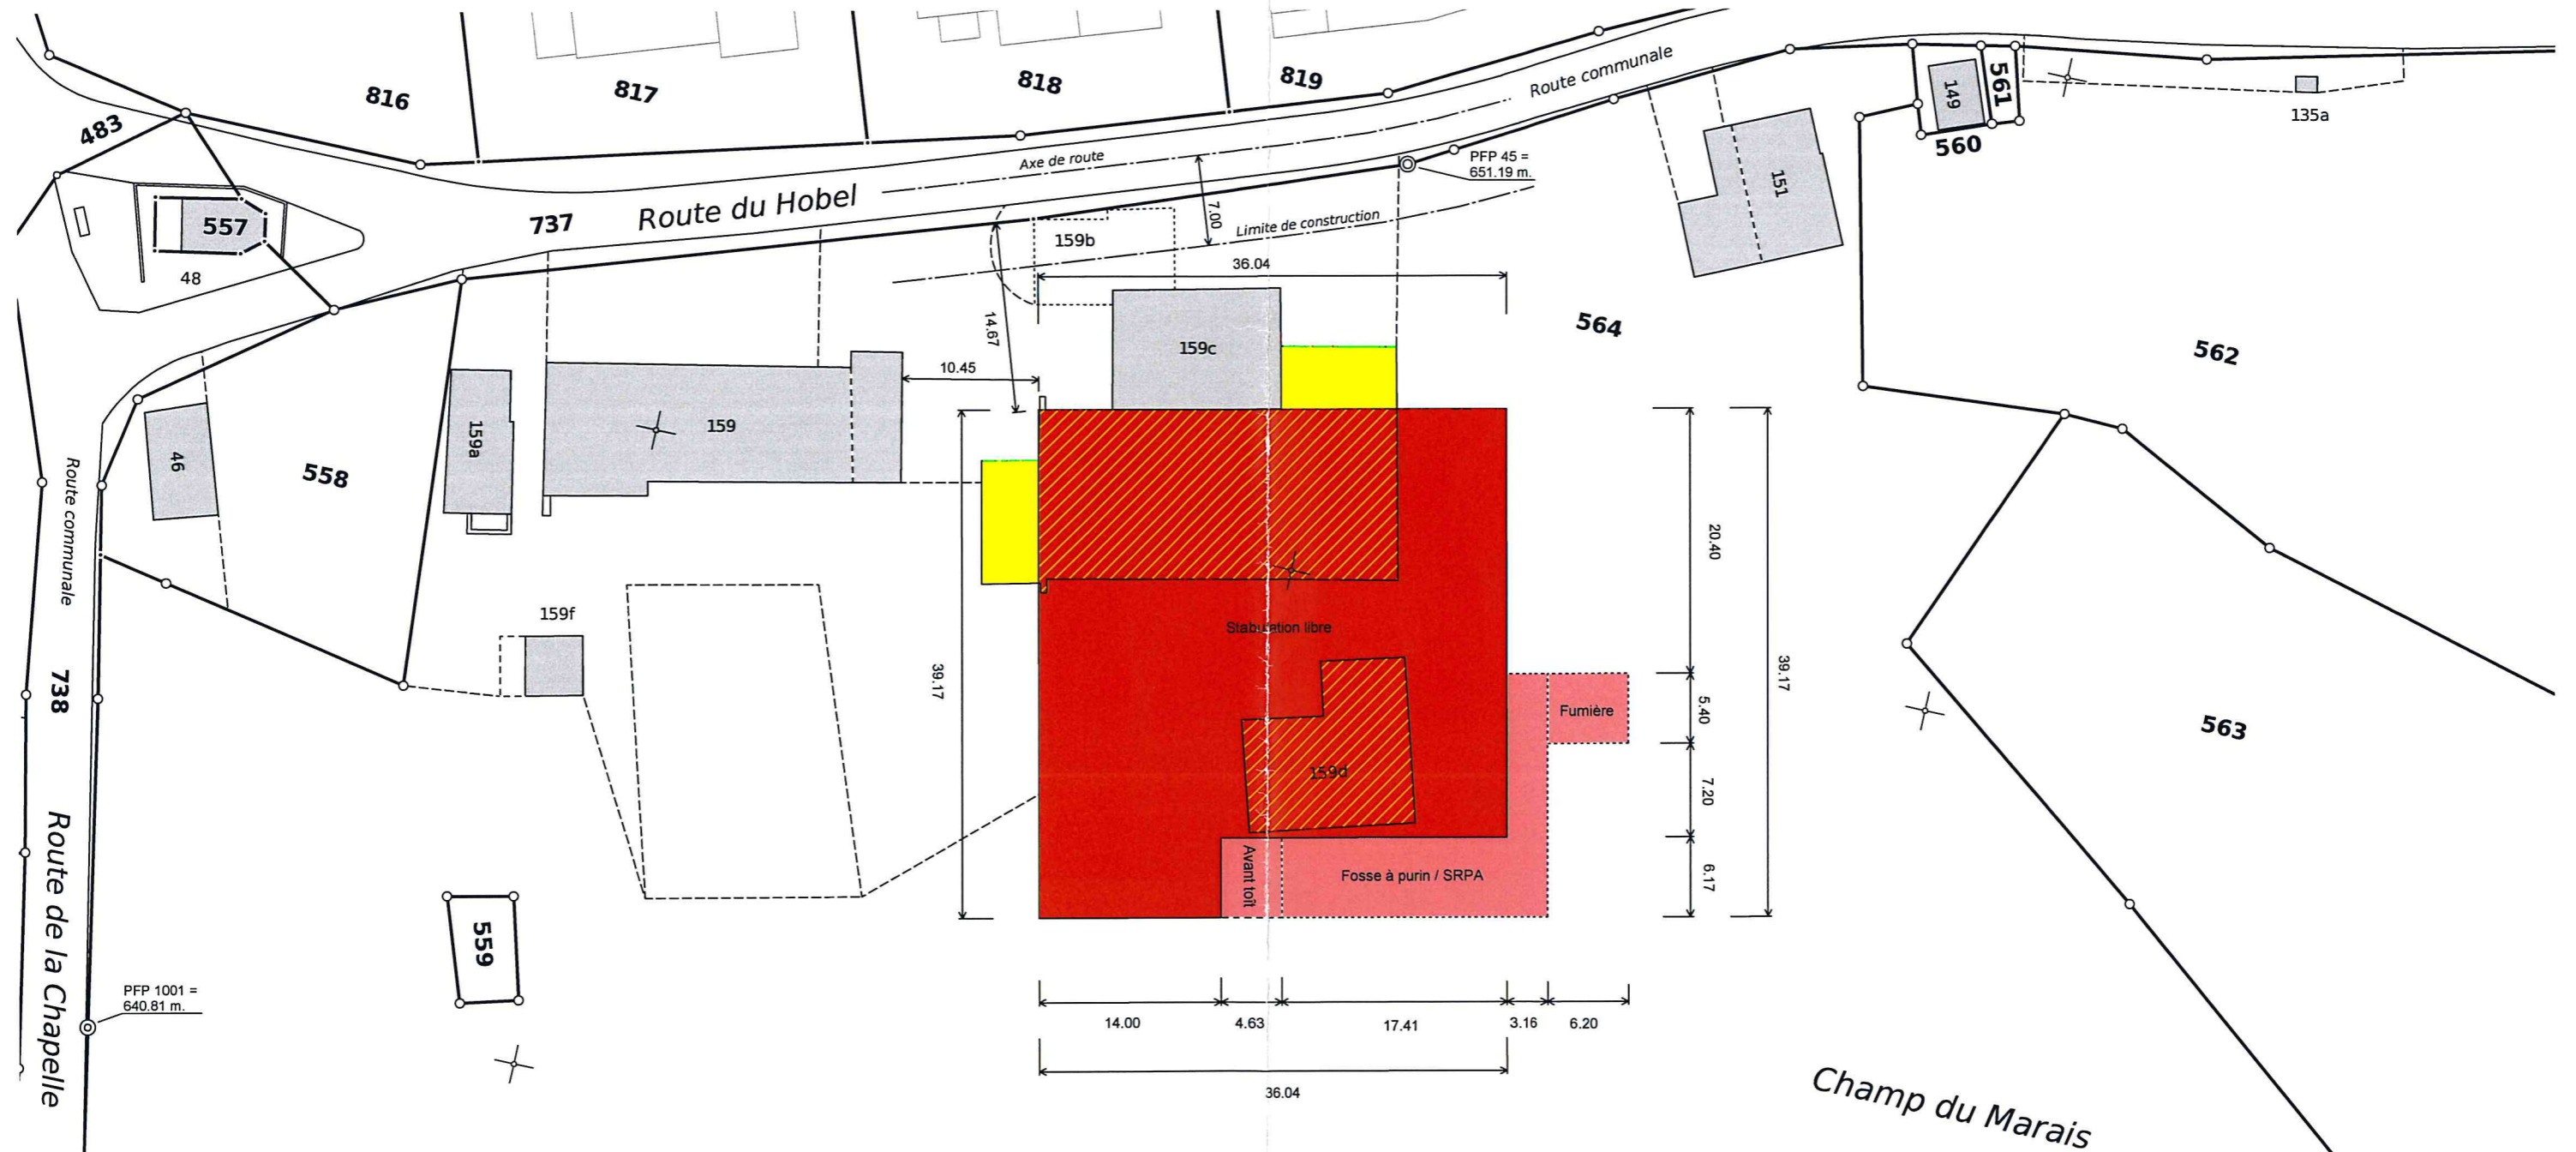 816
817
818
819
Route communale
483
149
561
560
135a
Axe de route
PFP 45 =
651.19 m.
151
557
48
737
Route du Hobel
159b
7.00
Limite de construction
36.04
14.67
159c
564
562
10.45
46
558
159a
159
Route communale
20.40
Stabulation libre
159f
738
39.17
39.17
5.40
Fumière
563
159d
7.20
Route de la Chapelle
Avant toît
Fosse à purin / SRPA
6.17
559
PFP 1001 =
640.81 m.
14.00
4.63
17.41
3.16
6.20
36.04
Champ du Marais